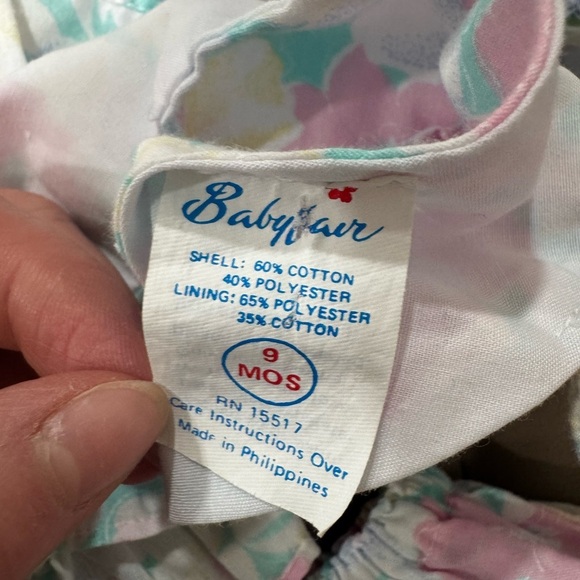 Babyfair
SHELL: 60% COTTON
40% POLYESTER
LINING: 65% POLYESTER
35% COTTON
9
MOS
RN 15517
Care Instructions Over
Made in Philippines